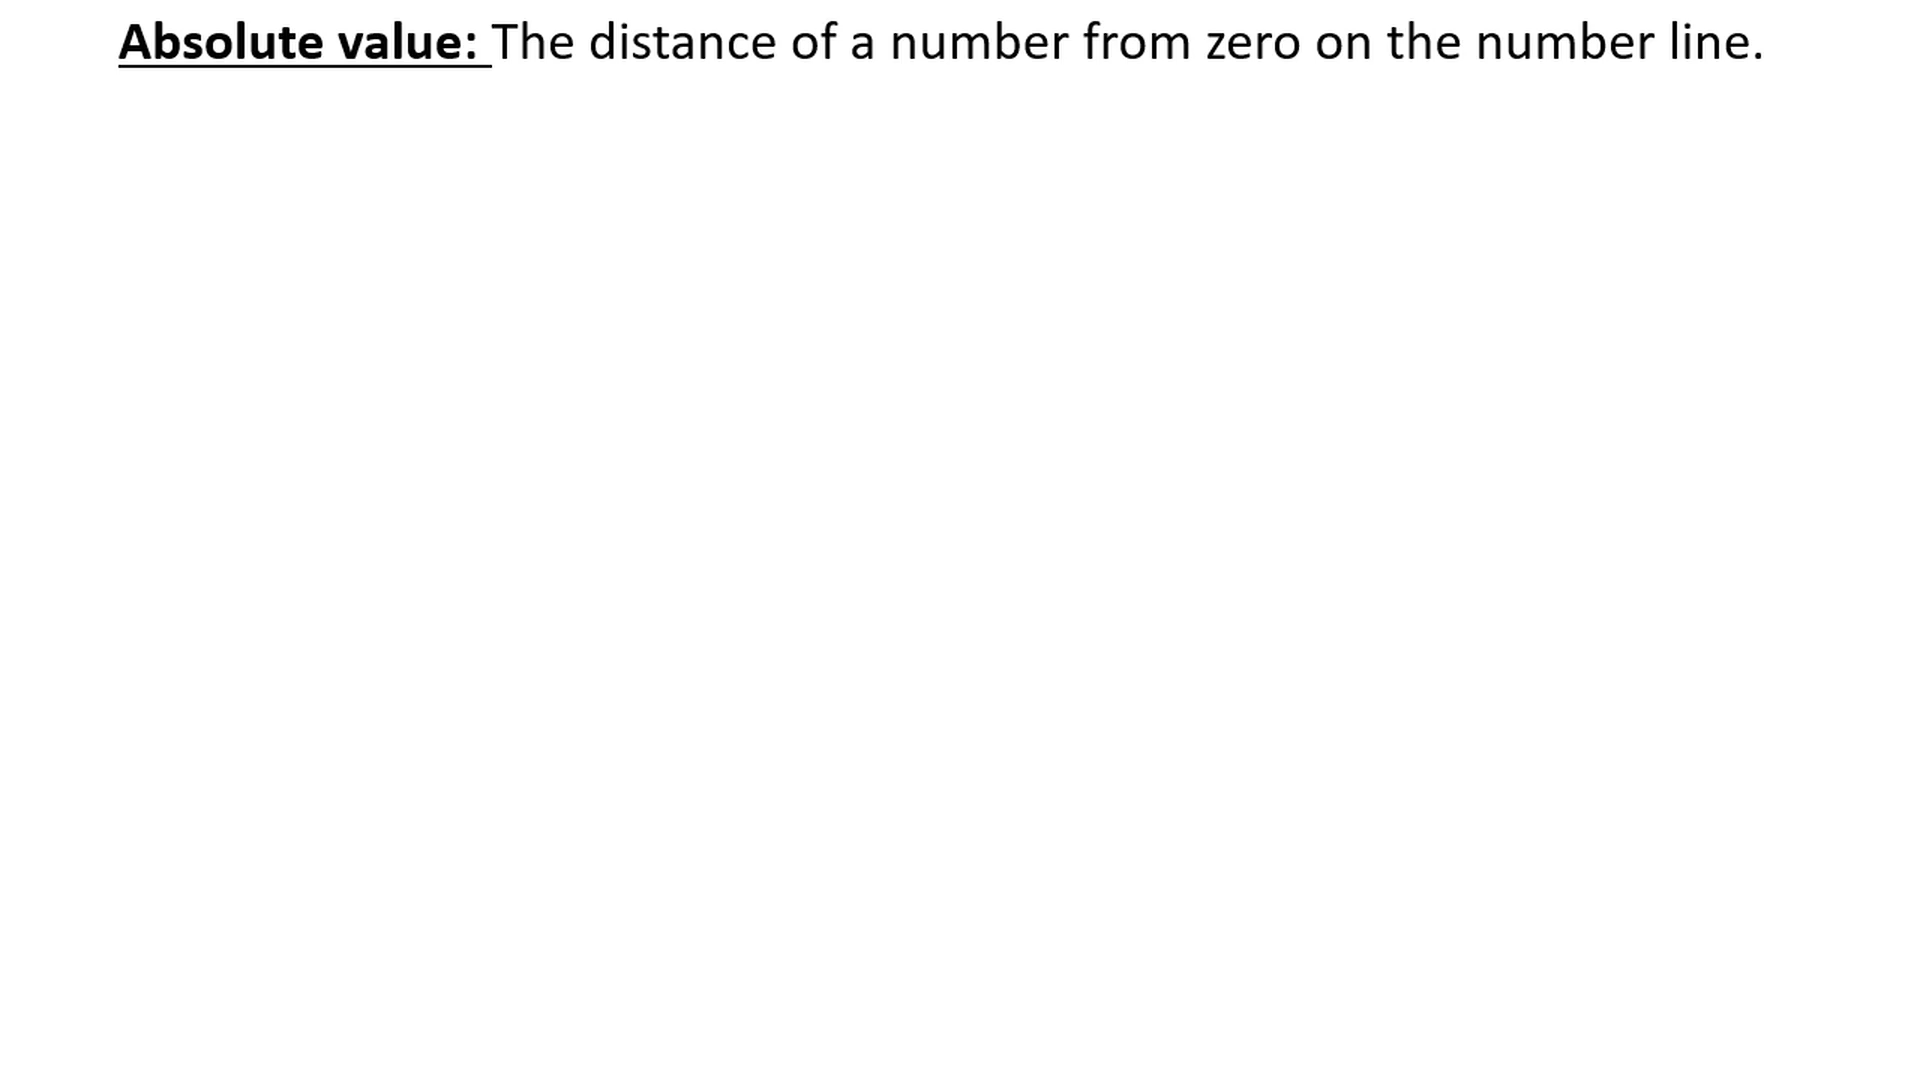 Absolute value: The distance of a number from zero on the number line.